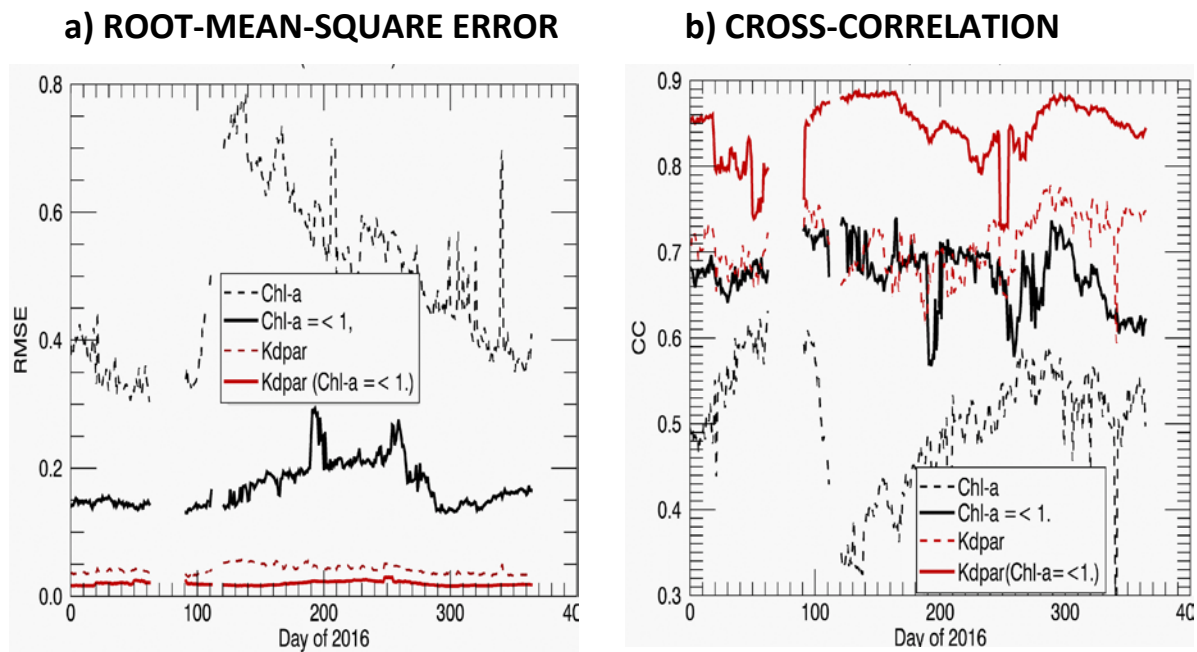 a) ROOT-MEAN-SQUARE ERROR
b) CROSS-CORRELATION
0.8
0.6
0.4
0.2
0.0
RMSE
Chl-a
Chl-a = < 1,
Kdpar
Kdpar (Chl-a = < 1.)
0
100
200
300
40
Day of 2016
0.9
0.8
0.7
0.6
0.5
0.4
0.3
CC
Chl-a
Chl-a = < 1.
Kdpar
Kdpar(Chl-a= <1.)
0
100
200
300
40
Day of 2016